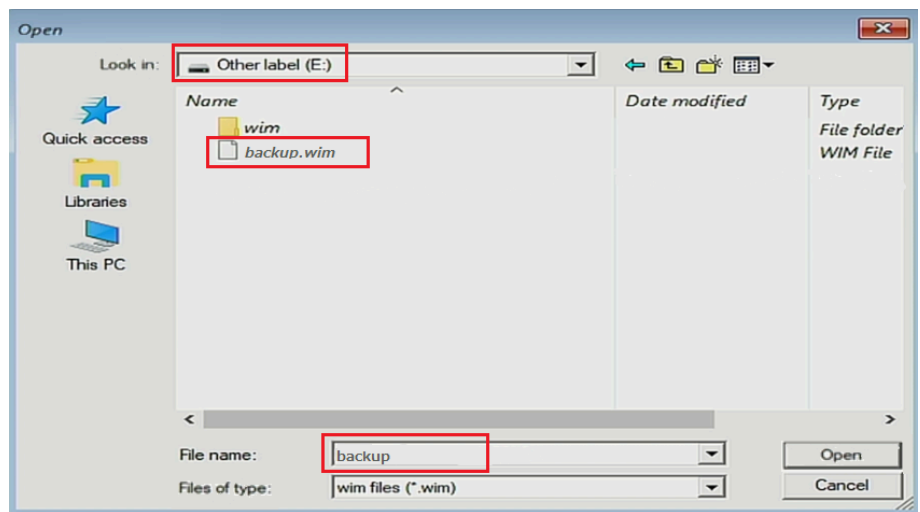 Open
Look in: Other label (E:)
Name Date modified Type
wim File folder
backup.wim WIM File
Quick access
Libraries
This PC
File name: backup Open
Files of type: wim files (*.wim) Cancel